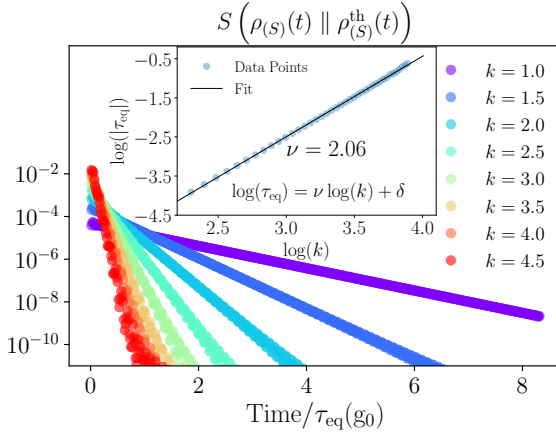 S ( ρ(S)(t) ∥ ρ^th_(S)(t) )
−0.5
−1.5
−2.5
−3.5
−4.5
log(|τeq|)
Data Points
Fit
ν = 2.06
log(τeq) = ν log(k) + δ
2.5
3.0
3.5
4.0
log(k)
k = 1.0
k = 1.5
k = 2.0
k = 2.5
k = 3.0
k = 3.5
k = 4.0
k = 4.5
10⁻²
10⁻⁴
10⁻⁶
10⁻⁸
10⁻¹⁰
0
2
4
6
8
Time/τeq(g₀)